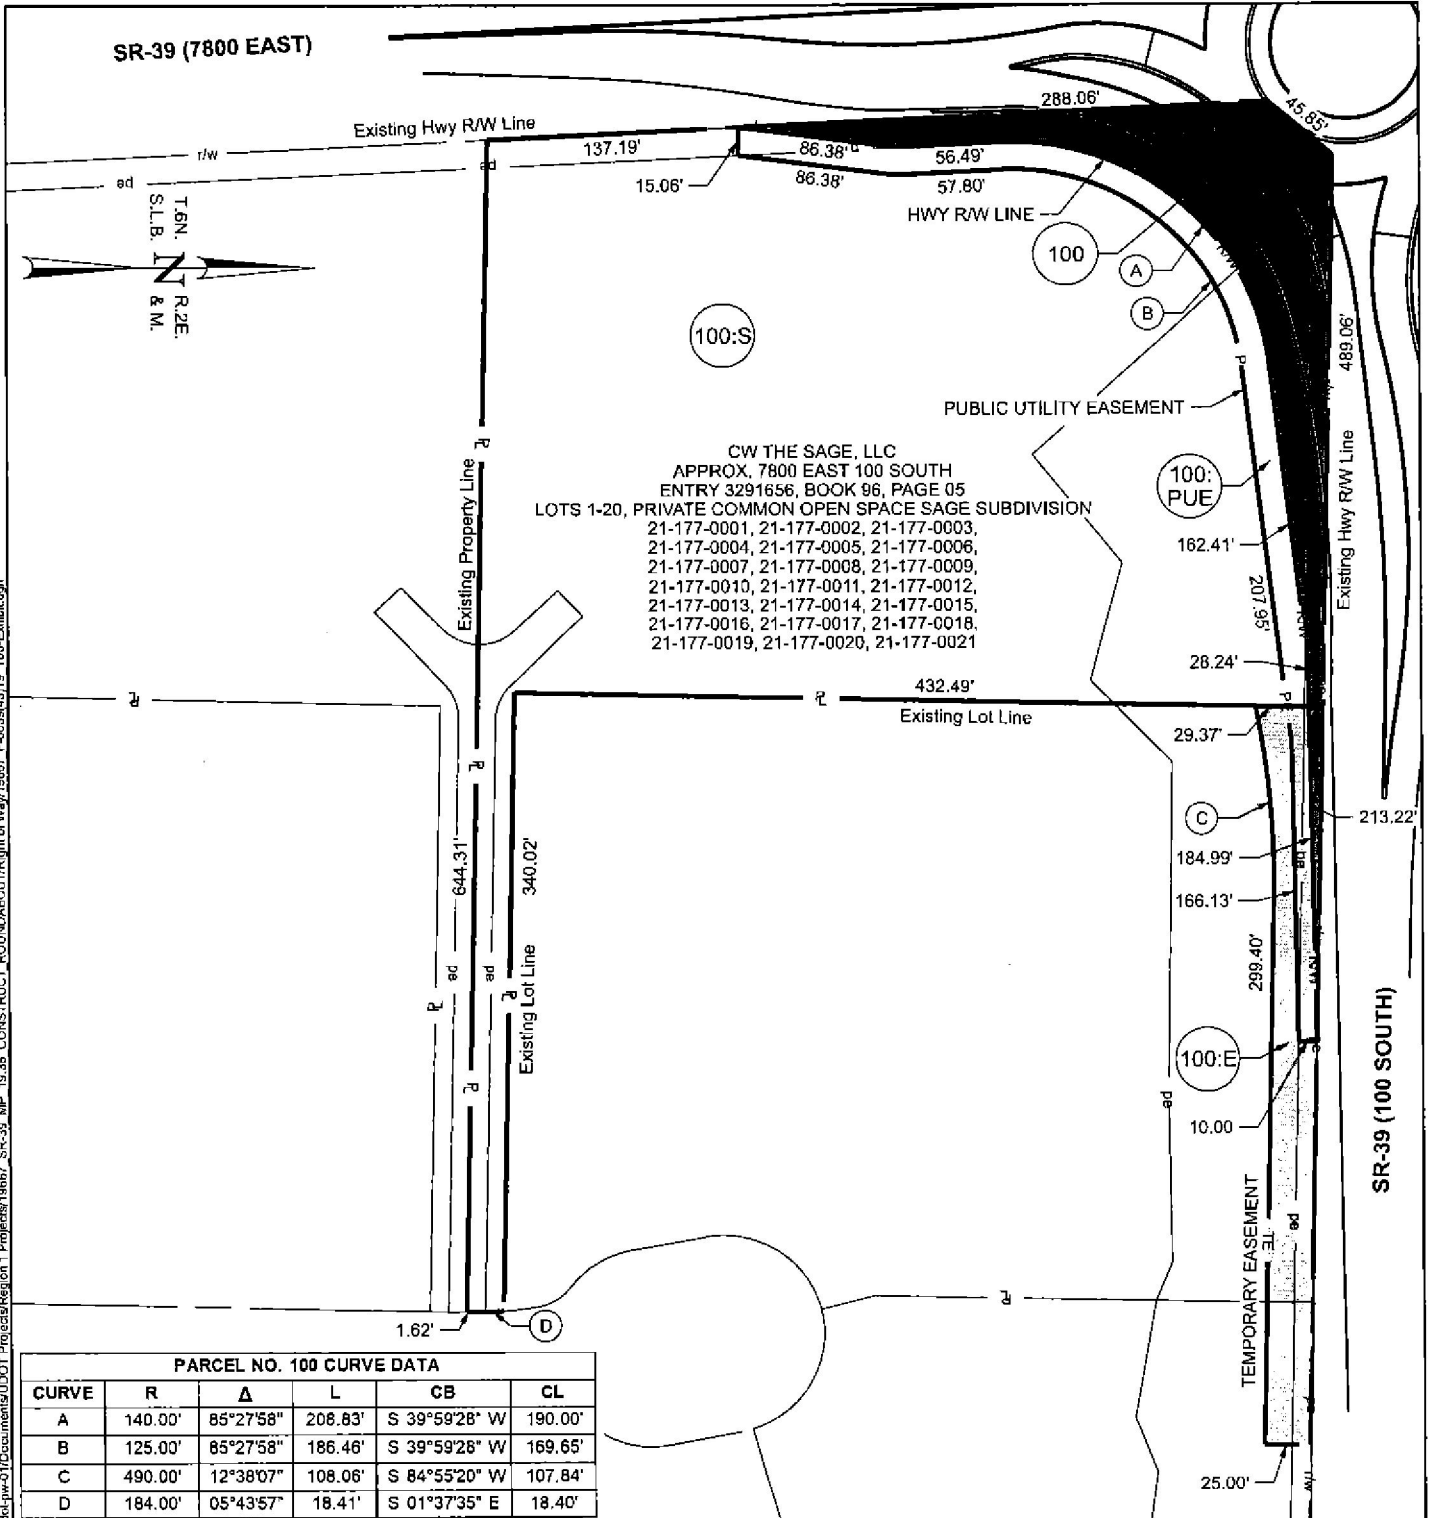 SR-39 (7800 EAST)
288.06'
45.85'
Existing Hwy R/W Line
r/w
137.19'
86.38'
56.49'
pe
pe
15.06'
86.38'
57.80'
HWY R/W LINE
T.6N. R.2E.
S.L.B. & M.
N
100
A
R/W
B
100:S
489.06'
PUBLIC UTILITY EASEMENT
CW THE SAGE, LLC
APPROX, 7800 EAST 100 SOUTH
ENTRY 3291656, BOOK 96, PAGE 05
LOTS 1-20, PRIVATE COMMON OPEN SPACE SAGE SUBDIVISION
21-177-0001, 21-177-0002, 21-177-0003,
21-177-0004, 21-177-0005, 21-177-0006,
21-177-0007, 21-177-0008, 21-177-0009,
21-177-0010, 21-177-0011, 21-177-0012,
21-177-0013, 21-177-0014, 21-177-0015,
21-177-0016, 21-177-0017, 21-177-0018,
21-177-0019, 21-177-0020, 21-177-0021
100:
PUE
162.41'
Existing Hwy R/W Line
Existing Property Line
207.95'
28.24'
432.49'
Existing Lot Line
29.37'
C
213.22'
184.99'
644.31'
340.02'
166.13'
299.40'
pe
pe
pe
Existing Lot Line
R/W
100:E
pe
10.00
SR-39 (100 SOUTH)
TEMPORARY EASEMENT
TE
pe
1.62'
D
25.00'
r/w
PARCEL NO. 100 CURVE DATA
CURVE R Δ L CB CL
A 140.00' 85°27'58" 208.83' S 39°59'28" W 190.00'
B 125.00' 85°27'58" 186.46' S 39°59'28" W 169.65'
C 490.00' 12°38'07" 108.06' S 84°55'20" W 107.84'
D 184.00' 05°43'57" 18.41' S 01°37'35" E 18.40'